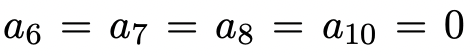 a₆ = a₇ = a₈ = a₁₀ = 0